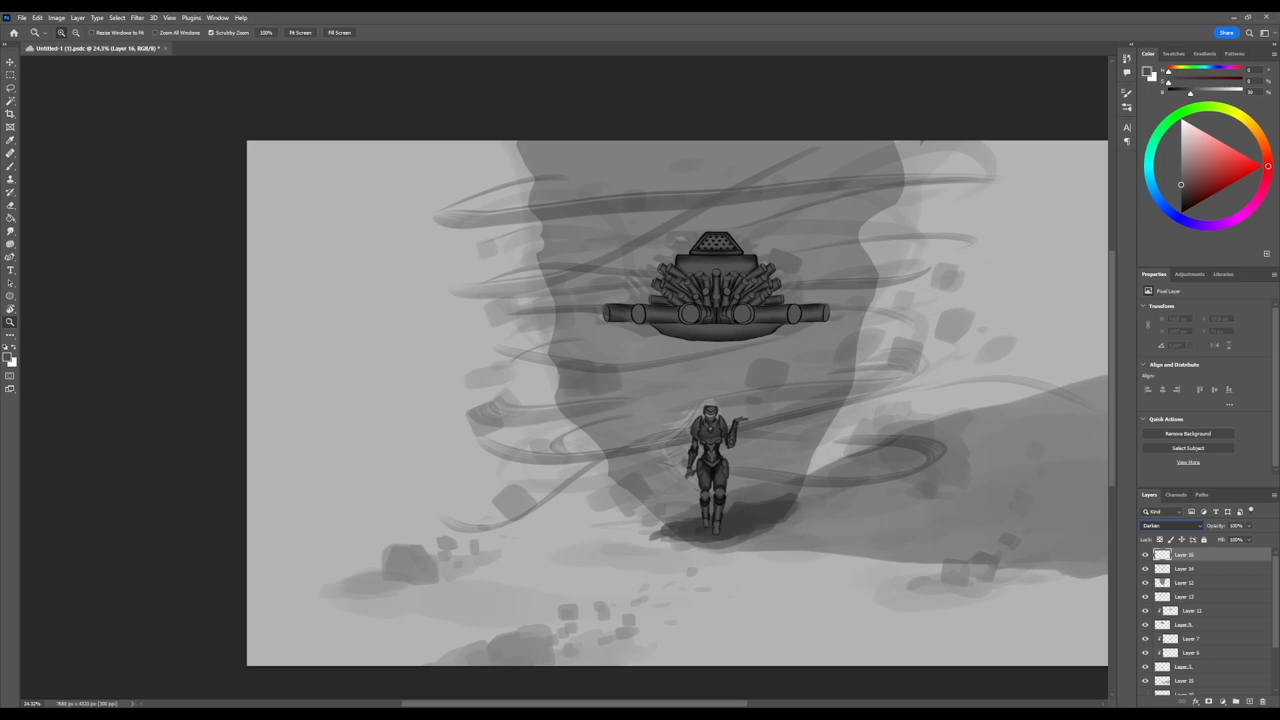 Ps File Edit Image Layer Type Select Filter 3D View Plugins Window Help
Resize Windows to Fit Zoom All Windows Scrubby Zoom 100% Fit Screen Fill Screen Share
Untitled-1 (1).psdc @ 24.3% (Layer 16, RGB/8) * ×
Color Swatches Gradients Patterns
H 0 °
S 0 %
B 30 %
Properties Adjustments Libraries
Pixel Layer
Transform
Align and Distribute
Align:
Quick Actions
Remove Background
Select Subject
View More
Layers Channels Paths
Kind
Darken Opacity: 100%
Lock: Fill: 100%
Layer 16
Layer 14
Layer 12
Layer 13
Layer 11
Layer 7
Layer 6
Layer 15
24.32% 7680 px x 4320 px (300 ppi)